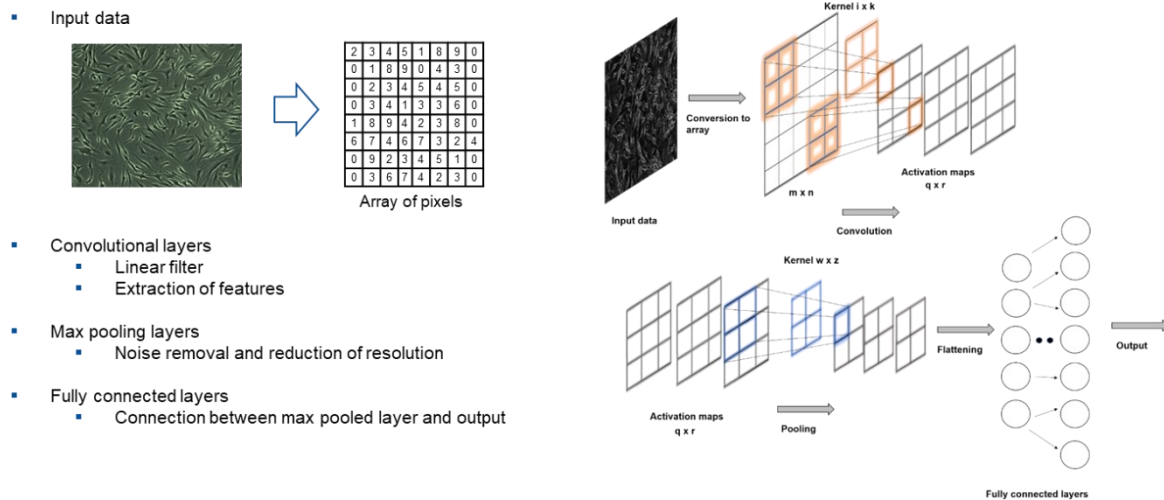 Input data
2 3 4 5 1 8 9 0
0 1 8 9 0 4 3 0
0 2 3 4 5 4 5 0
0 3 4 1 3 3 6 0
1 8 9 4 2 3 8 0
6 7 4 6 7 3 2 4
0 9 2 3 4 5 1 0
0 3 6 7 4 2 3 0
Array of pixels
Convolutional layers
Linear filter
Extraction of features
Max pooling layers
Noise removal and reduction of resolution
Fully connected layers
Connection between max pooled layer and output
Kernel i x k
Conversion to
array
Input data
m x n
Activation maps
q x r
Convolution
Kernel w x z
Activation maps
q x r
Pooling
Flattening
Output
Fully connected layers